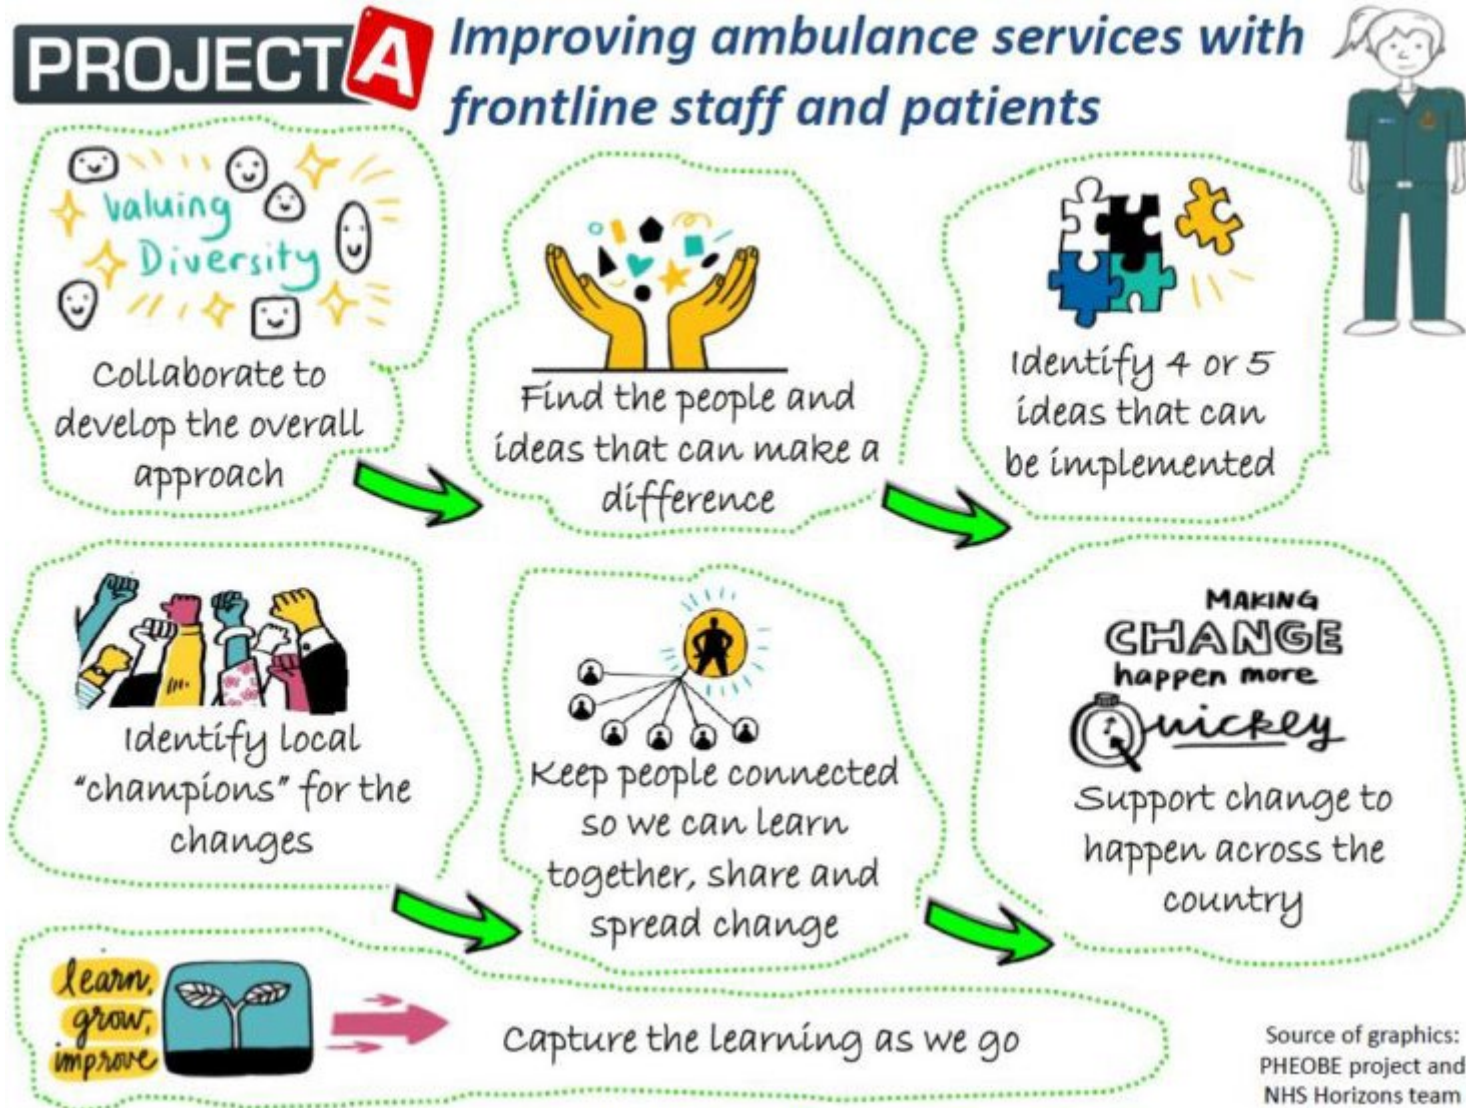 PROJECT A
Improving ambulance services with
frontline staff and patients
Valuing
Diversity
Collaborate to
develop the overall
approach
Find the people and
ideas that can make a
difference
Identify 4 or 5
ideas that can
be implemented
Identify local
"champions" for the
changes
Keep people connected
so we can learn
together, share and
spread change
MAKING
CHANGE
happen more
Quickly
Support change to
happen across the
country
learn,
grow,
improve
Capture the learning as we go
Source of graphics:
PHEOBE project and
NHS Horizons team